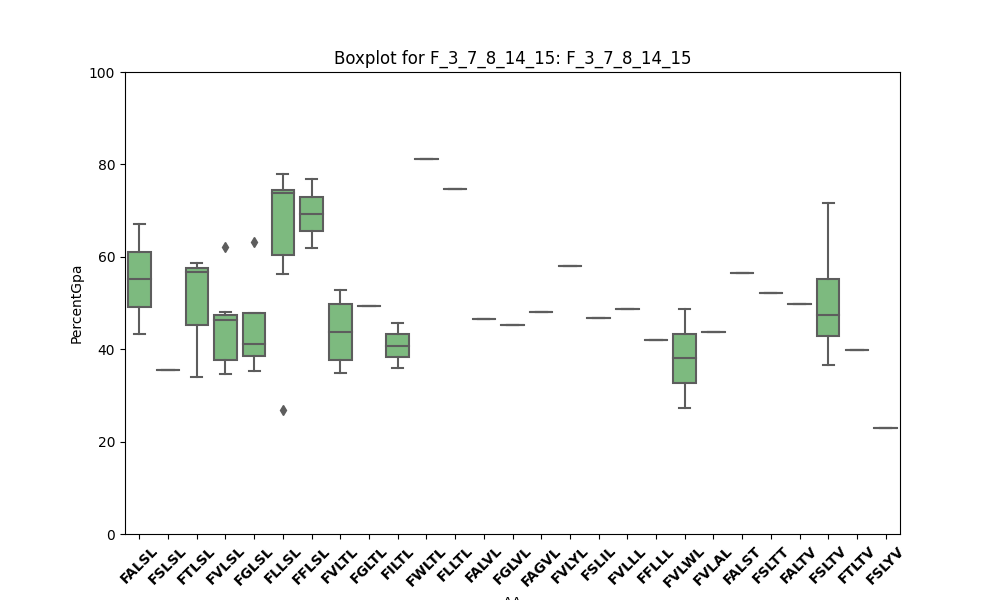 Boxplot for F_3_7_8_14_15: F_3_7_8_14_15
100
80
60
40
20
0
PercentGpa
FALSL FSLSL FTLSL FVLSL FGLSL FLLSL FFLSL FVLTL FGLTL FILTL FWLTL FLLTL FALVL FGLVL FAGVL FVLYL FSLIL FVLLL FFLLL FVLWL FVLAL FALST FSLTT FALTV FSLTV FTLTV FSLYV